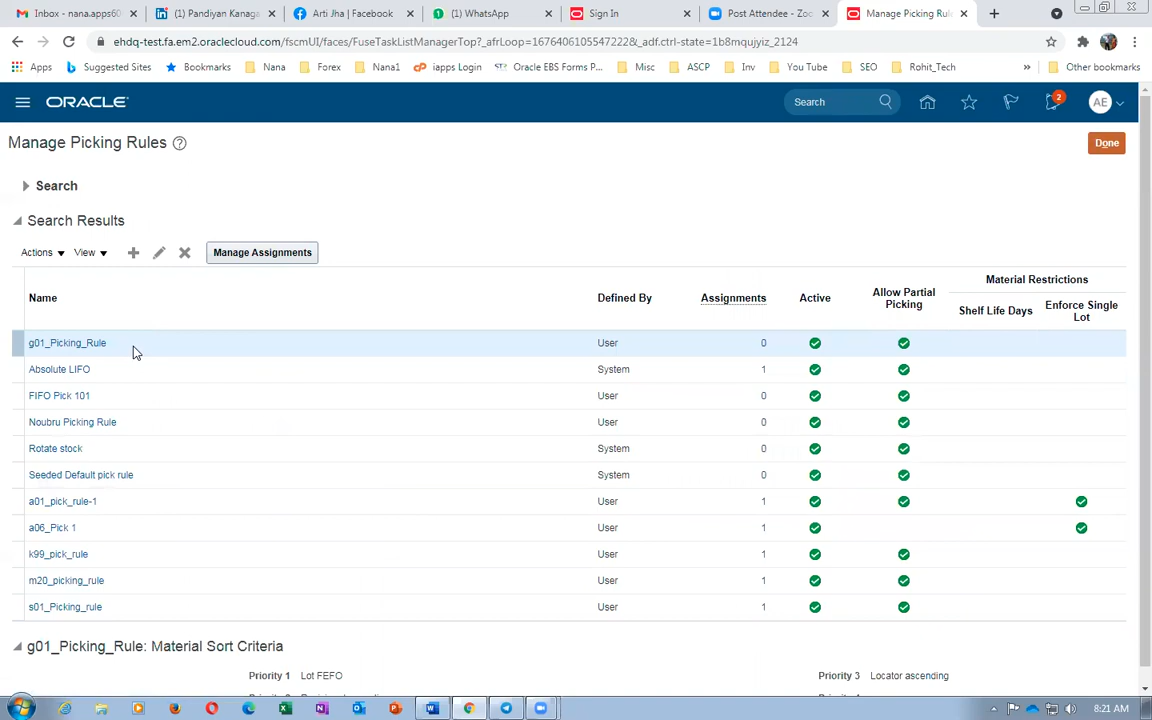 Inbox - nana.apps60
(1) Pandiyan Kanaga
Arti Jha | Facebook
(1) WhatsApp
Sign In
Post Attendee - Zoo
Manage Picking Rule
ehdq-test.fa.em2.oraclecloud.com/fscmUI/faces/FuseTaskListManagerTop?_afrLoop=1676406105547222&_adf.ctrl-state=1b8mqujyiz_2124
Apps
Suggested Sites
Bookmarks
Nana
Forex
Nana1
iapps Login
Oracle EBS Forms P...
Misc
ASCP
Inv
You Tube
SEO
Rohit_Tech
»
Other bookmarks
ORACLE
Search
2
AE
Manage Picking Rules ?
Done
Search
Search Results
Actions View Manage Assignments
Name Defined By Assignments Active Allow Partial Picking Material Restrictions Shelf Life Days Enforce Single Lot
g01_Picking_Rule User 0
Absolute LIFO System 1
FIFO Pick 101 User 0
Noubru Picking Rule User 0
Rotate stock System 0
Seeded Default pick rule System 0
a01_pick_rule-1 User 1
a06_Pick 1 User 1
k99_pick_rule User 1
m20_picking_rule User 1
s01_Picking_rule User 1
g01_Picking_Rule: Material Sort Criteria
Priority 1 Lot FEFO Priority 3 Locator ascending
8:21 AM